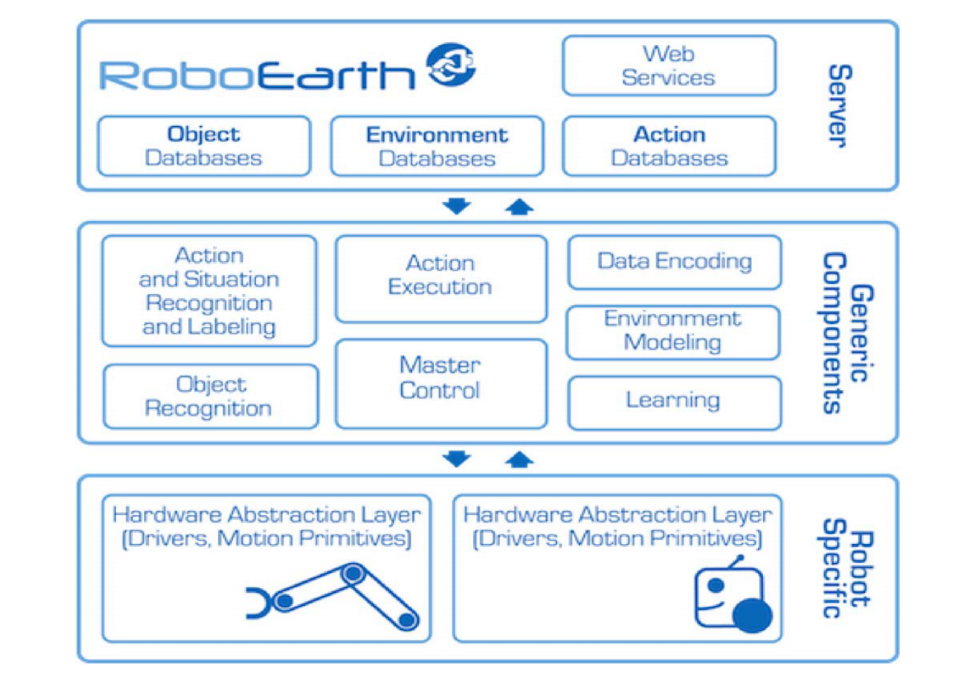 RoboEarth
Web
Services
Object
Databases
Environment
Databases
Action
Databases
Server
Action
and Situation
Recognition
and Labeling
Action
Execution
Data Encoding
Environment
Modeling
Object
Recognition
Master
Control
Learning
Generic
Components
Hardware Abstraction Layer
(Drivers, Motion Primitives)
Hardware Abstraction Layer
(Drivers, Motion Primitives)
Robot
Specific